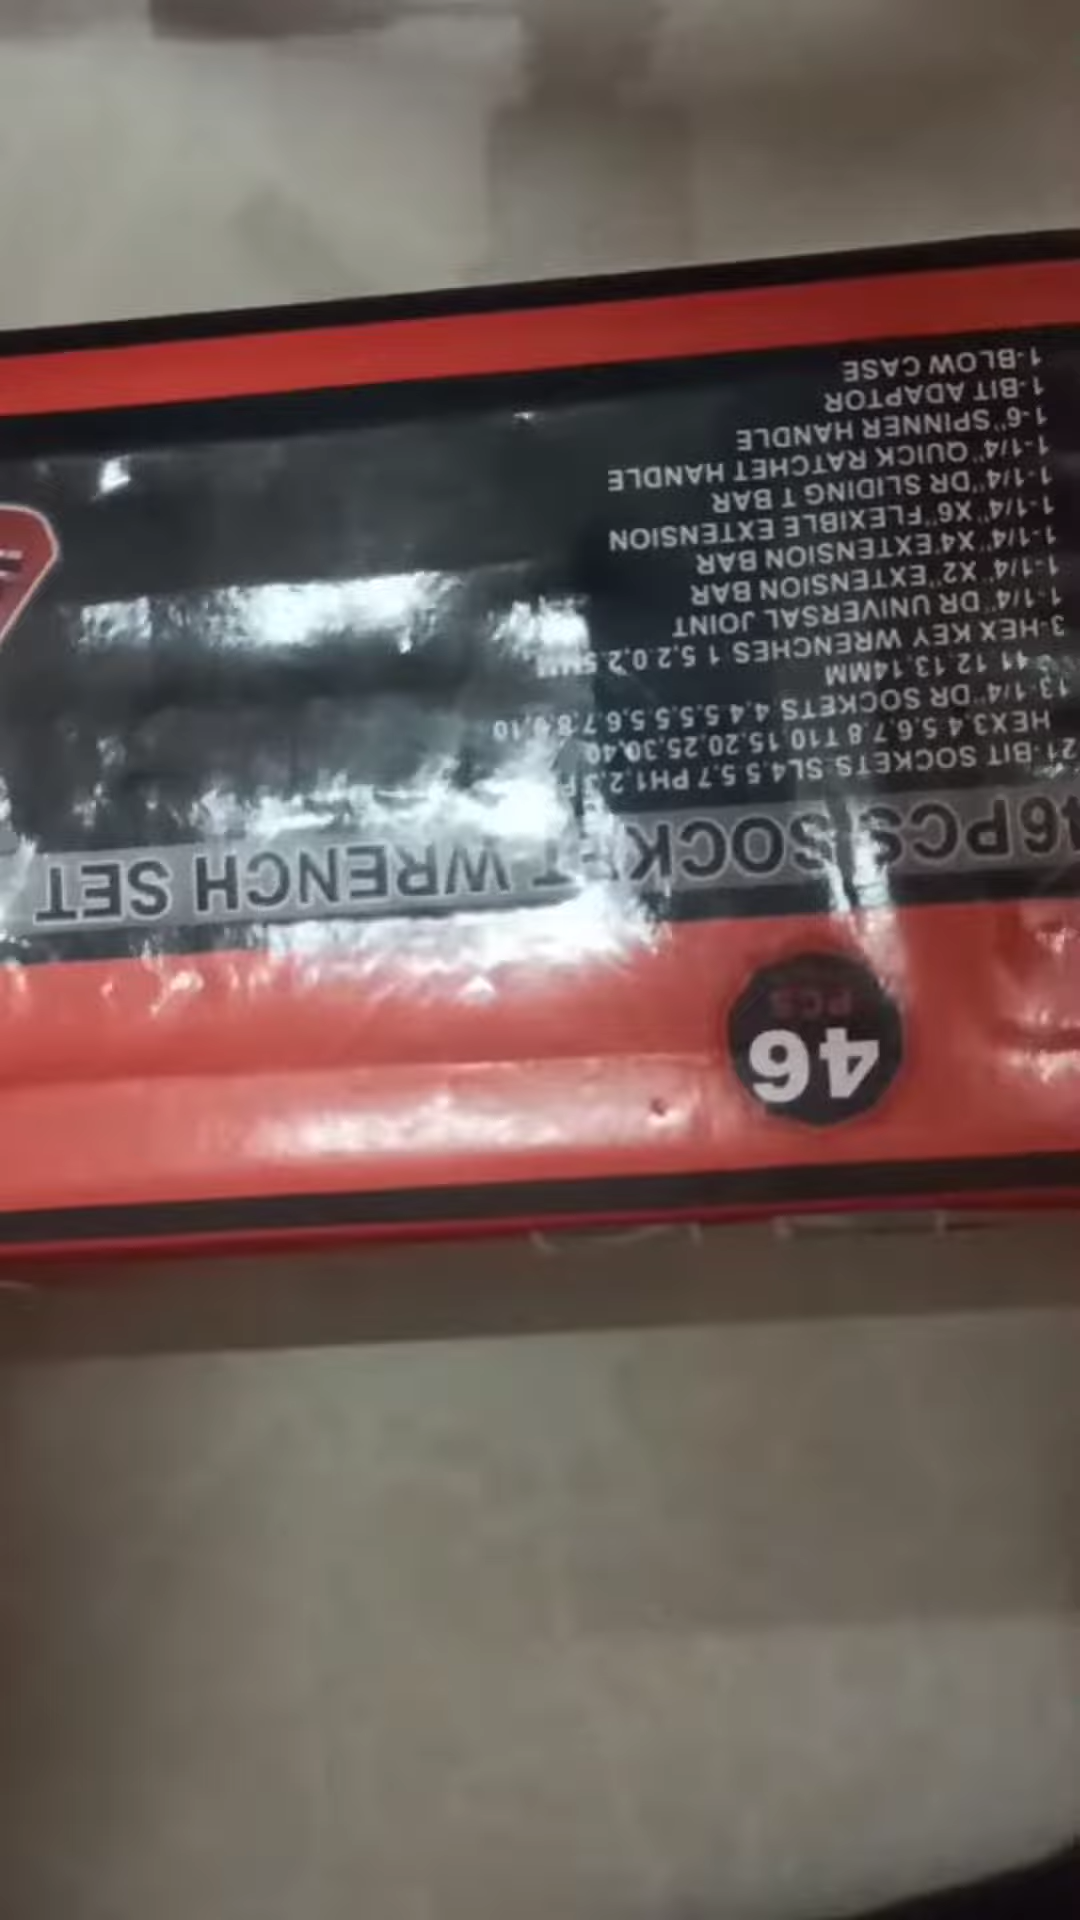 46
PCS
46PCS SOCKET WRENCH SET
21-BIT SOCKETS SL4,5.5,7 PH1,2,3
HEX3,4,5,6,7,8 T10,15,20,25,30,40
13-1/4"DR SOCKETS 4,4.5,5,5.5,6,7,8,9,10
11,12,13,14MM
3-HEX KEY WRENCHES 1.5,2.0,2.5MM
1-1/4"DR UNIVERSAL JOINT
1-1/4"X2"EXTENSION BAR
1-1/4"X4"EXTENSION BAR
1-1/4"X6"FLEXIBLE EXTENSION
1-1/4"DR SLIDING T BAR
1-1/4"QUICK RATCHET HANDLE
1-6"SPINNER HANDLE
1-BIT ADAPTOR
1-BLOW CASE